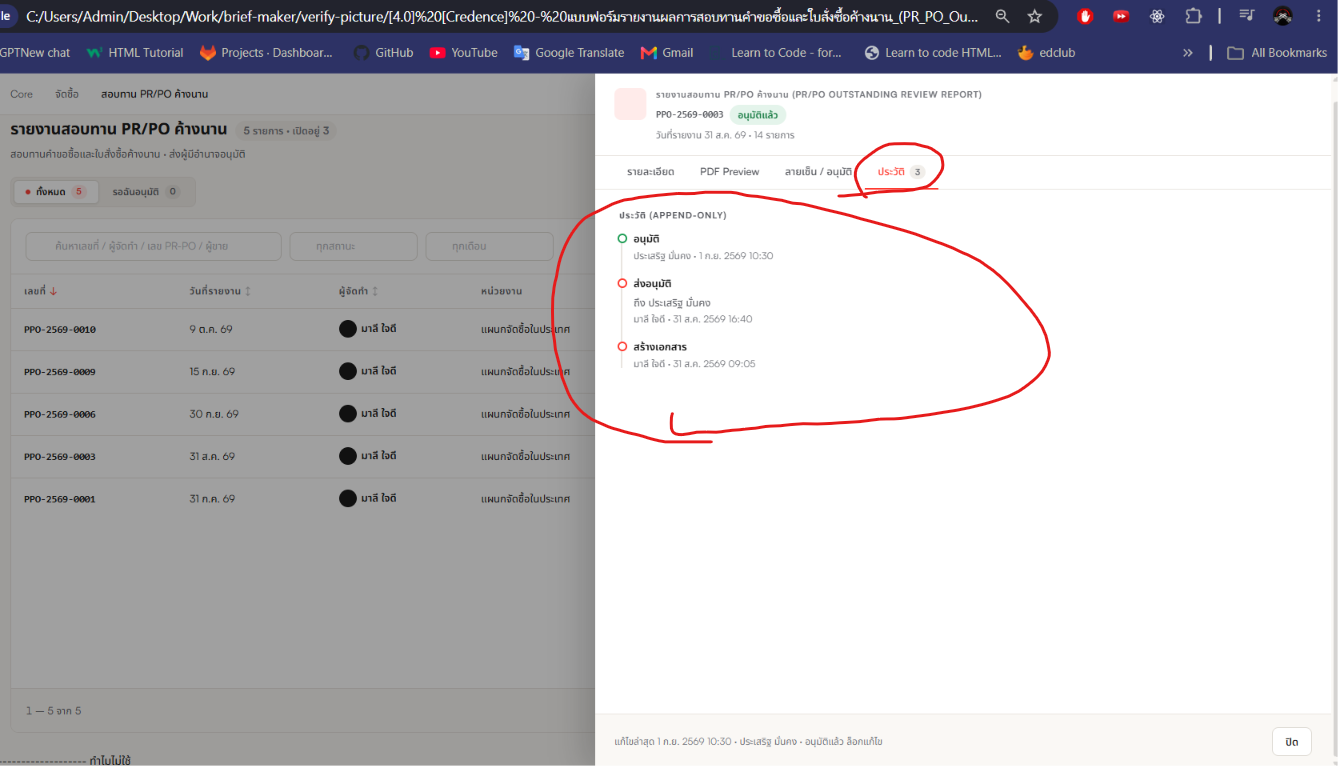 C:/Users/Admin/Desktop/Work/brief-maker/verify-picture/[4.0]%20[Credence]%20-%20แบบฟอร์มรายงานผลการสอบทานคำขอซื้อและใบสั่งซื้อค้างนาน_(PR_PO_Ou...
GPTNew chat HTML Tutorial Projects · Dashboar... GitHub YouTube Google Translate Gmail Learn to Code - for... Learn to code HTML... edclub » All Bookmarks
Core จัดซื้อ สอบทาน PR/PO ค้างนาน
รายงานสอบทาน PR/PO ค้างนาน 5 รายการ • เปิดอยู่ 3
สอบทานคำขอซื้อและใบสั่งซื้อค้างนาน • ส่งผู้มีอำนาจอนุมัติ
ทั้งหมด 5 รอฉันอนุมัติ 0
ค้นหาเลขที่ / ผู้จัดทำ / เลข PR-PO / ผู้ขาย ทุกสถานะ ทุกเดือน
เลขที่ ↓ วันที่รายงาน ↕ ผู้จัดทำ ↕ หน่วยงาน
PPO-2569-0010 9 ต.ค. 69 มาลี ใจดี แผนกจัดซื้อในประเทศ
PPO-2569-0009 15 ก.ย. 69 มาลี ใจดี แผนกจัดซื้อในประเทศ
PPO-2569-0006 30 ก.ย. 69 มาลี ใจดี แผนกจัดซื้อในประเทศ
PPO-2569-0003 31 ส.ค. 69 มาลี ใจดี แผนกจัดซื้อในประเทศ
PPO-2569-0001 31 ก.ค. 69 มาลี ใจดี แผนกจัดซื้อในประเทศ
1 — 5 จาก 5
-------------------- ทำไมไม่ใช้
รายงานสอบทาน PR/PO ค้างนาน (PR/PO OUTSTANDING REVIEW REPORT)
PPO-2569-0003 อนุมัติแล้ว
วันที่รายงาน 31 ส.ค. 69 • 14 รายการ
รายละเอียด PDF Preview ลายเซ็น / อนุมัติ ประวัติ 3
ประวัติ (APPEND-ONLY)
อนุมัติ
ประเสริฐ มั่นคง • 1 ก.ย. 2569 10:30
ส่งอนุมัติ
ถึง ประเสริฐ มั่นคง
มาลี ใจดี • 31 ส.ค. 2569 16:40
สร้างเอกสาร
มาลี ใจดี • 31 ส.ค. 2569 09:05
แก้ไขล่าสุด 1 ก.ย. 2569 10:30 • ประเสริฐ มั่นคง • อนุมัติแล้ว ล็อกแก้ไข
ปิด